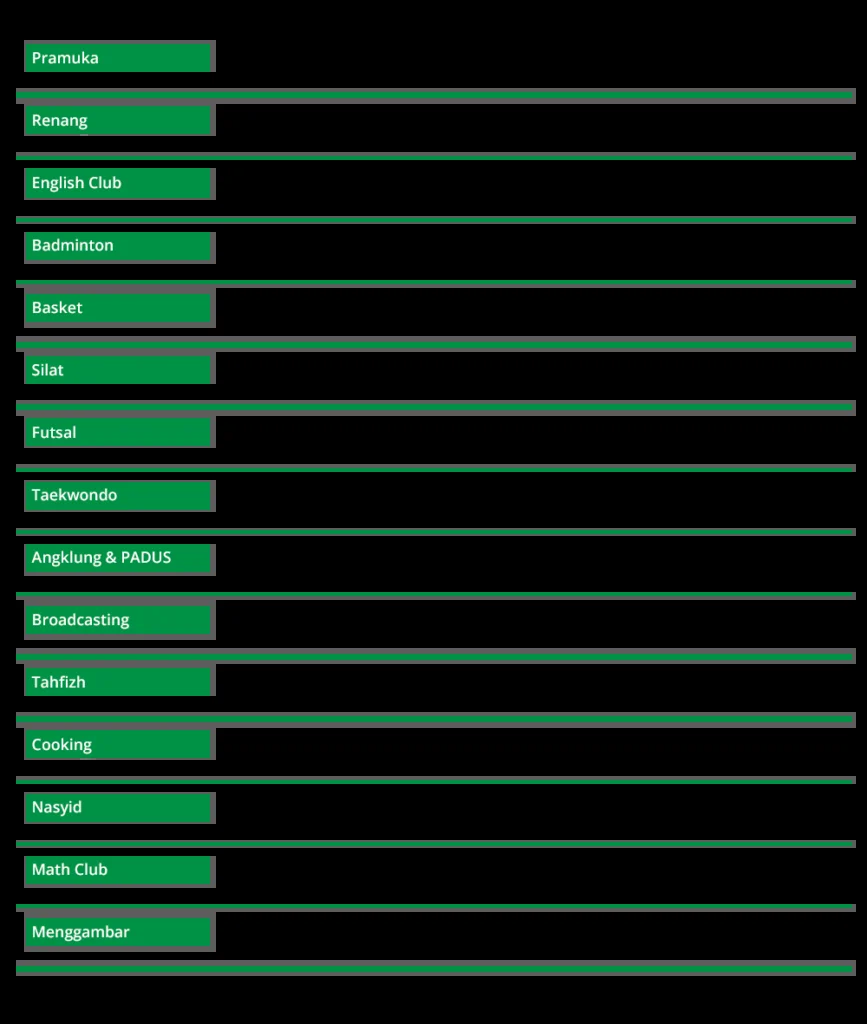 Pramuka
Renang
English Club
Badminton
Basket
Silat
Futsal
Taekwondo
Angklung & PADUS
Broadcasting
Tahfizh
Cooking
Nasyid
Math Club
Menggambar